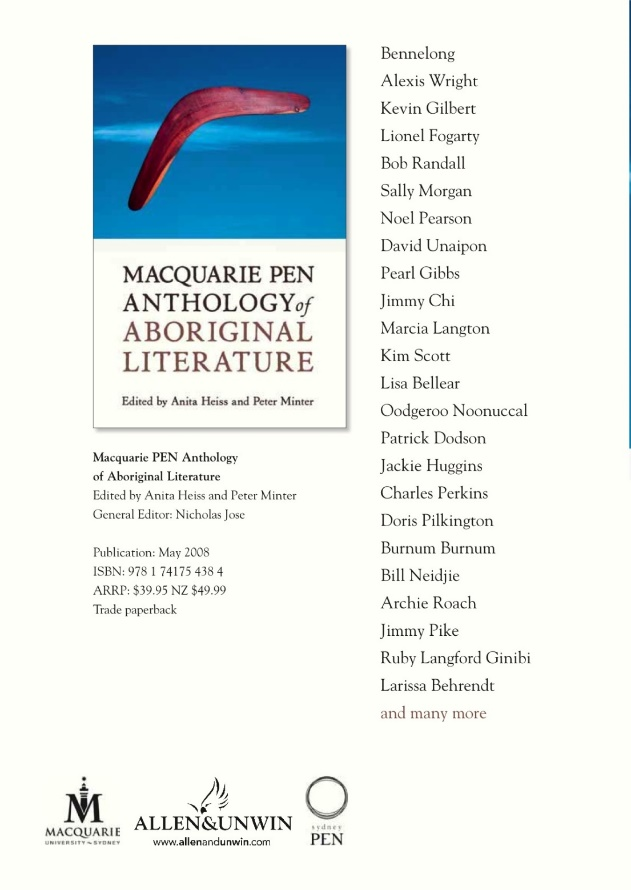 MACQUARIE PEN
ANTHOLOGY of
ABORIGINAL
LITERATURE
Edited by Anita Heiss and Peter Minter
Macquarie PEN Anthology
of Aboriginal Literature
Edited by Anita Heiss and Peter Minter
General Editor: Nicholas Jose
Publication: May 2008
ISBN: 978 1 74175 438 4
ARRP: $39.95 NZ $49.99
Trade paperback
Bennelong
Alexis Wright
Kevin Gilbert
Lionel Fogarty
Bob Randall
Sally Morgan
Noel Pearson
David Unaipon
Pearl Gibbs
Jimmy Chi
Marcia Langton
Kim Scott
Lisa Bellear
Oodgeroo Noonuccal
Patrick Dodson
Jackie Huggins
Charles Perkins
Doris Pilkington
Burnum Burnum
Bill Neidjie
Archie Roach
Jimmy Pike
Ruby Langford Ginibi
Larissa Behrendt
and many more
M
MACQUARIE
UNIVERSITY ~ SYDNEY
ALLEN&UNWIN
www.allenandunwin.com
sydney
PEN